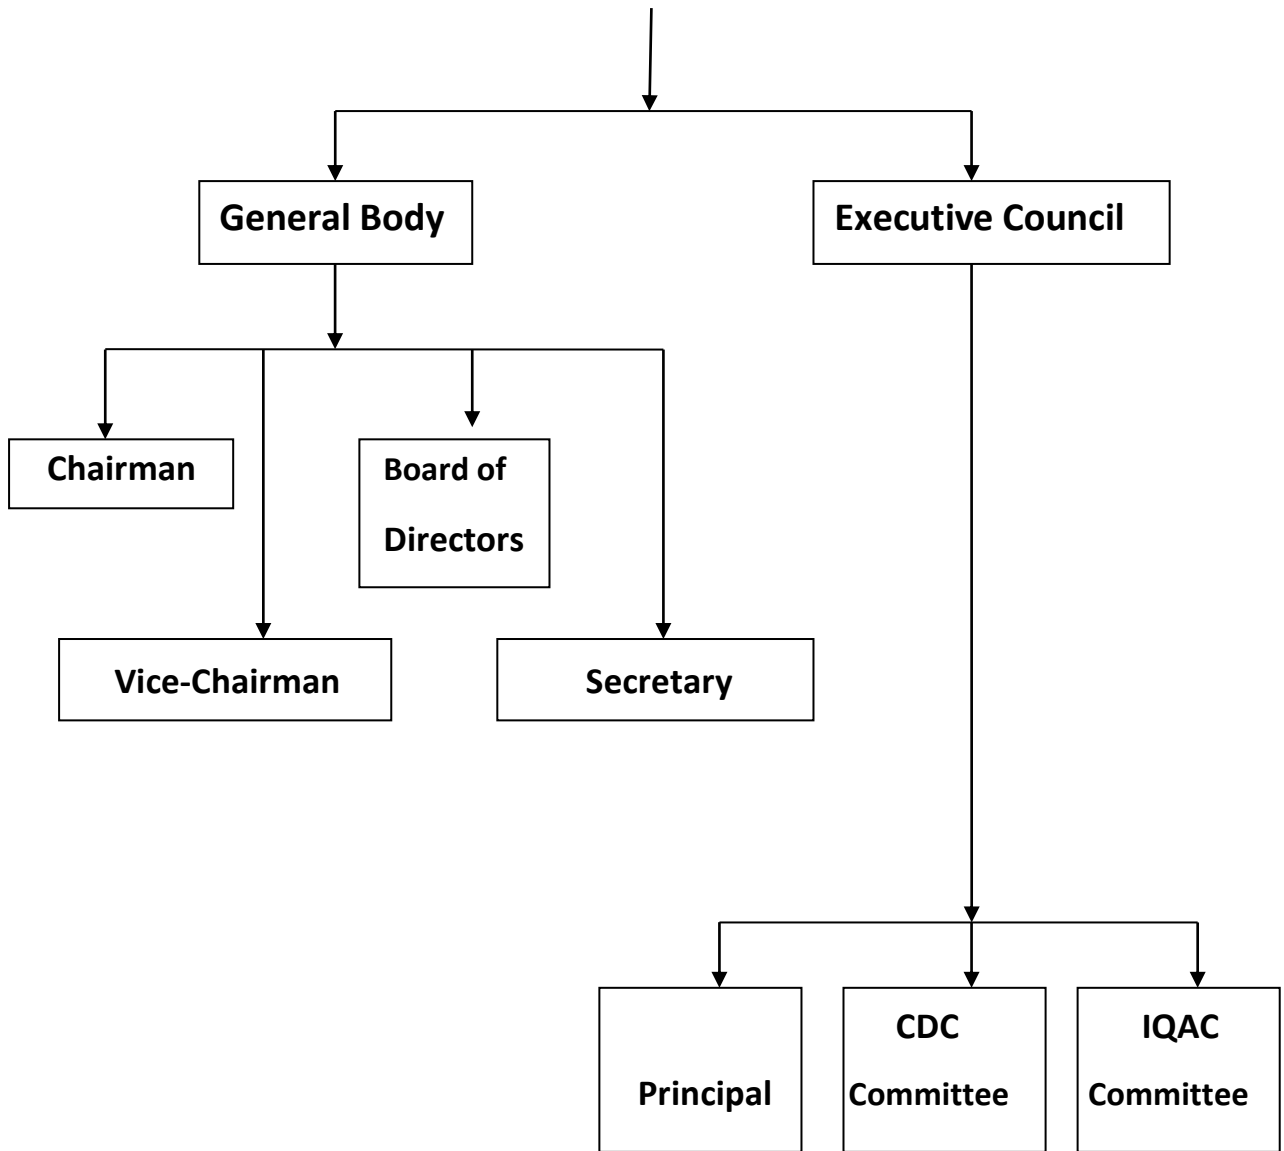 General Body
Executive Council
Chairman
Board of
Directors
Vice-Chairman
Secretary
Principal
CDC
Committee
IQAC
Committee